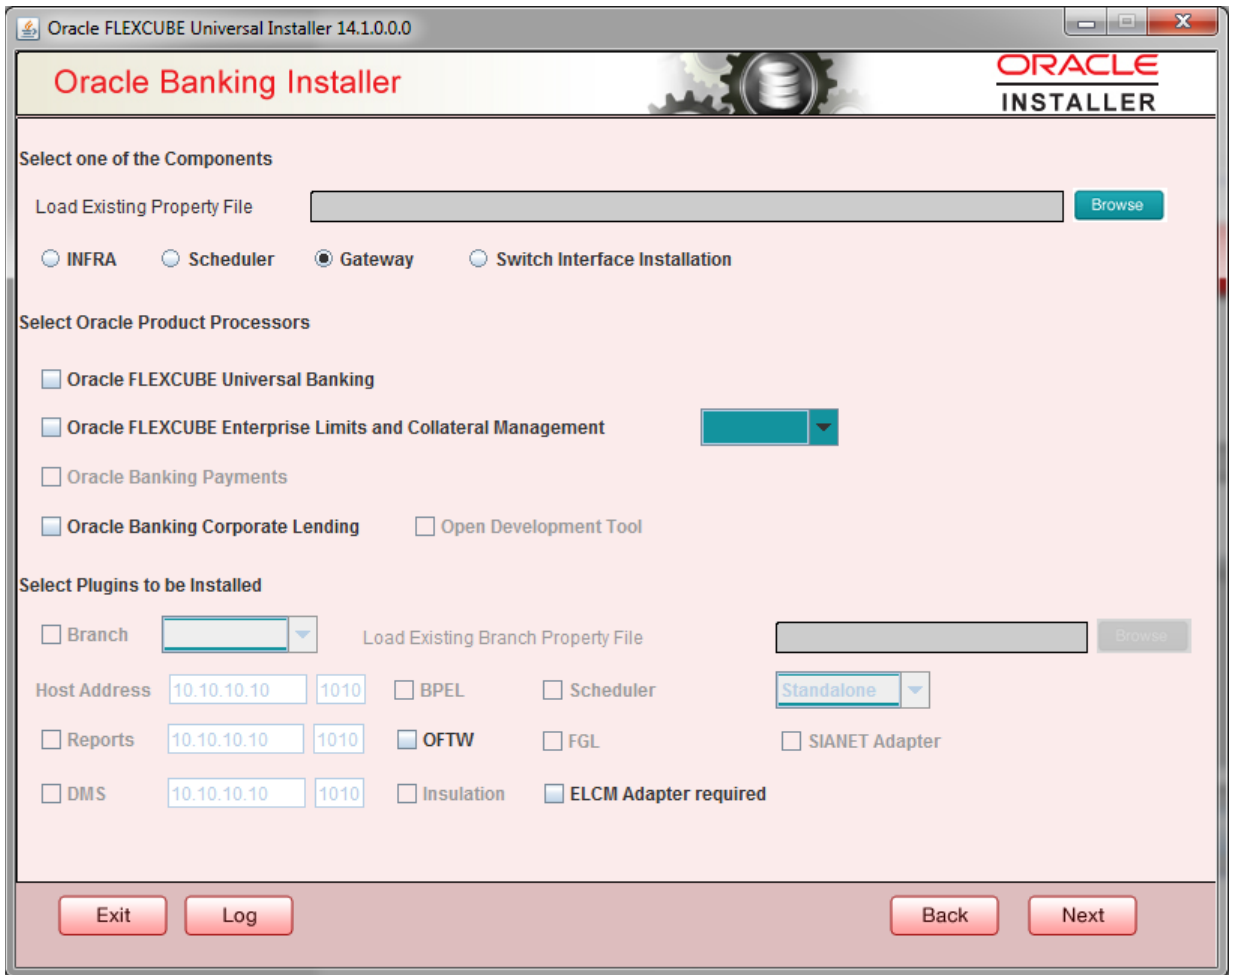 Oracle FLEXCUBE Universal Installer 14.1.0.0.0
Oracle Banking Installer
ORACLE
INSTALLER
Select one of the Components
Load Existing Property File Browse
INFRA Scheduler Gateway Switch Interface Installation
Select Oracle Product Processors
Oracle FLEXCUBE Universal Banking
Oracle FLEXCUBE Enterprise Limits and Collateral Management
Oracle Banking Payments
Oracle Banking Corporate Lending Open Development Tool
Select Plugins to be Installed
Branch Load Existing Branch Property File Browse
Host Address 10.10.10.10 1010 BPEL Scheduler Standalone
Reports 10.10.10.10 1010 OFTW FGL SIANET Adapter
DMS 10.10.10.10 1010 Insulation ELCM Adapter required
Exit Log Back Next